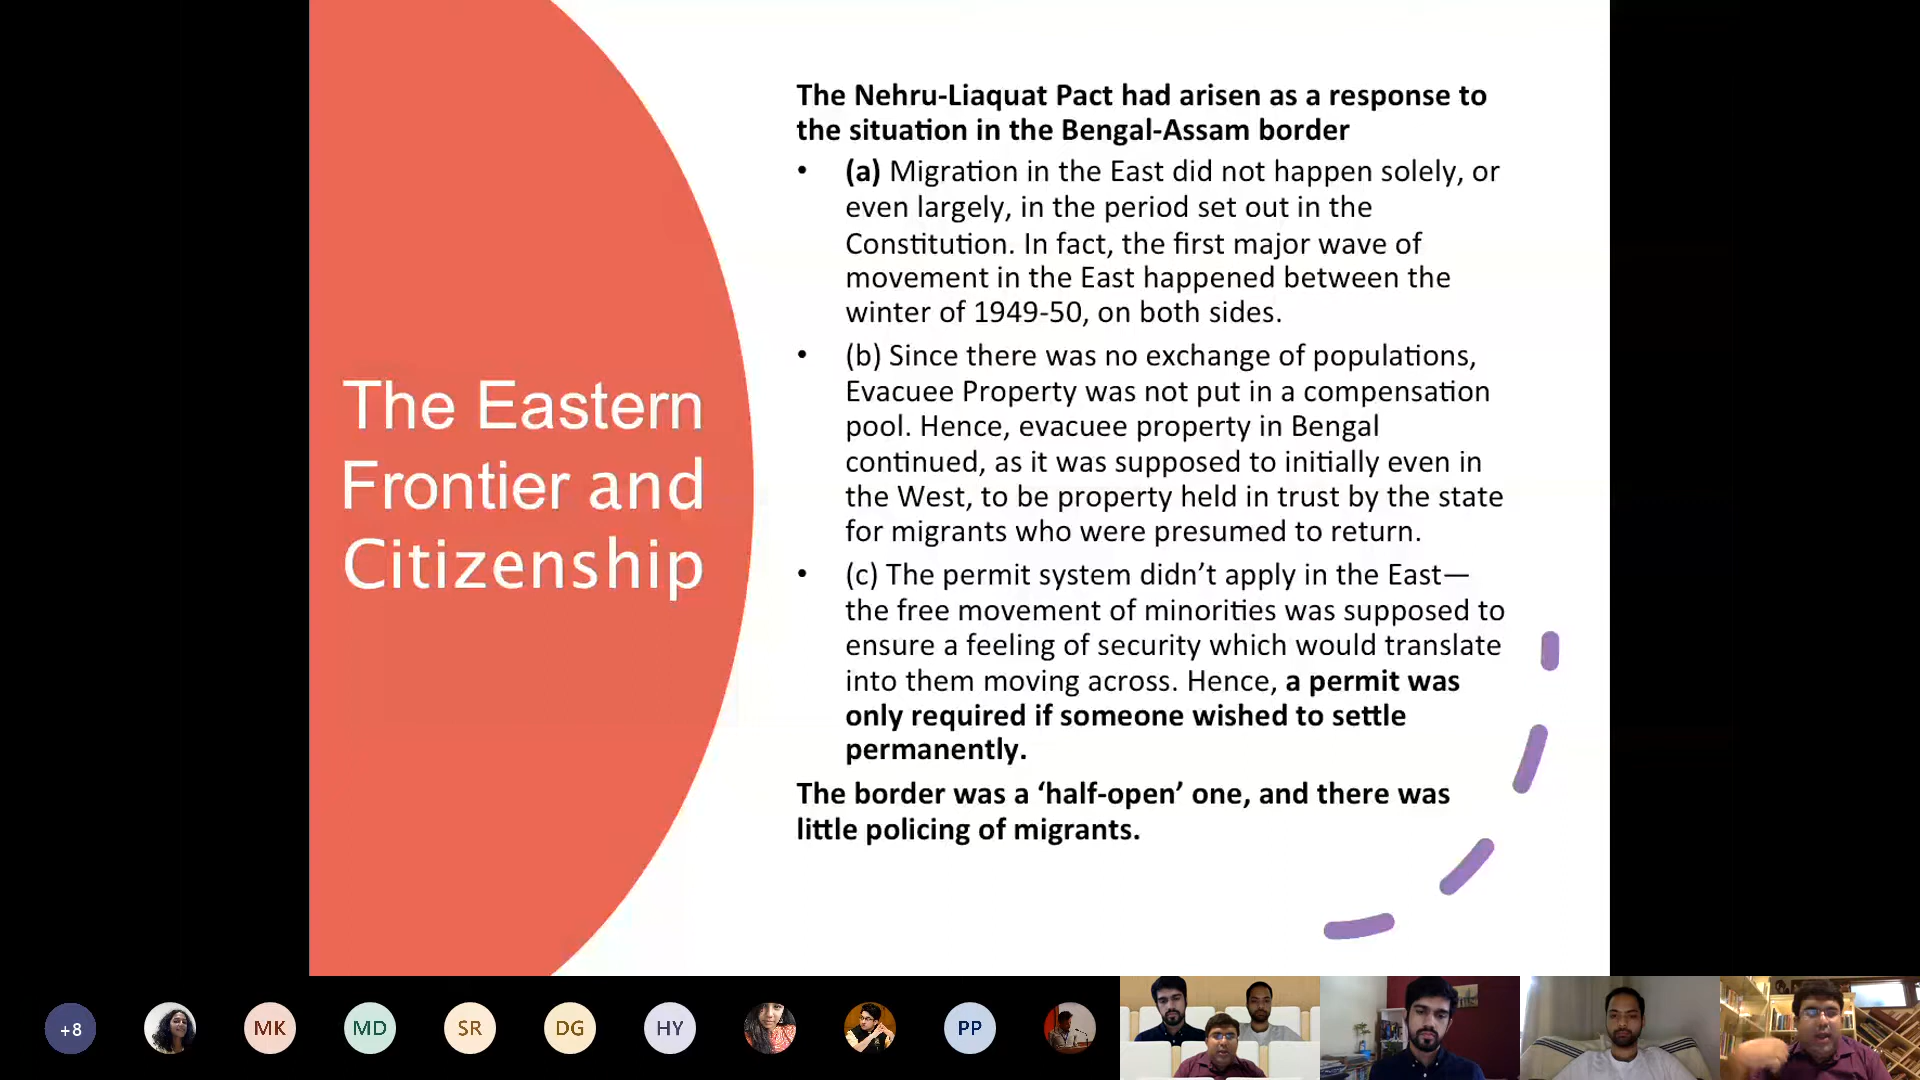 The Eastern
Frontier and
Citizenship
The Nehru-Liaquat Pact had arisen as a response to
the situation in the Bengal-Assam border
• (a) Migration in the East did not happen solely, or
even largely, in the period set out in the
Constitution. In fact, the first major wave of
movement in the East happened between the
winter of 1949-50, on both sides.
• (b) Since there was no exchange of populations,
Evacuee Property was not put in a compensation
pool. Hence, evacuee property in Bengal
continued, as it was supposed to initially even in
the West, to be property held in trust by the state
for migrants who were presumed to return.
• (c) The permit system didn’t apply in the East—
the free movement of minorities was supposed to
ensure a feeling of security which would translate
into them moving across. Hence, a permit was
only required if someone wished to settle
permanently.
The border was a ‘half-open’ one, and there was
little policing of migrants.
+8
MK
MD
SR
DG
HY
PP